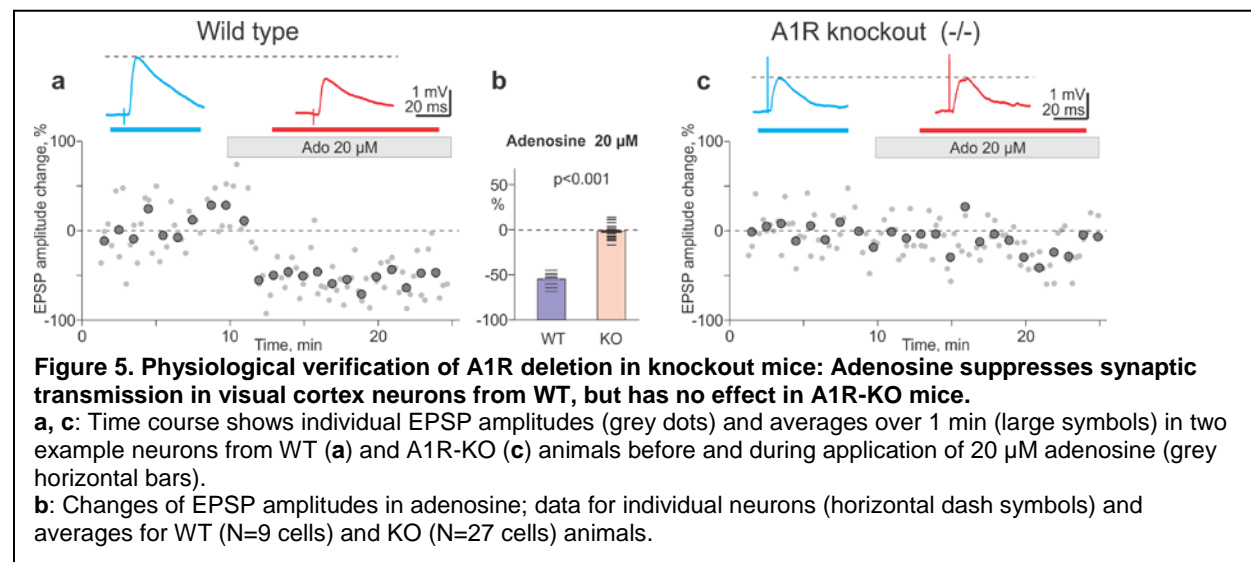 Wild type
A1R knockout (-/-)
a
b
c
1 mV
20 ms
1 mV
20 ms
Ado 20 µM
Adenosine 20 µM
Ado 20 µM
p<0.001
EPSP amplitude change, %
100
50
0
-50
-100
0
10
20
Time, min
50
%
0
-50
-100
WT
KO
EPSP amplitude change, %
100
50
0
-50
-100
0
10
20
Time, min
Figure 5. Physiological verification of A1R deletion in knockout mice: Adenosine suppresses synaptic
transmission in visual cortex neurons from WT, but has no effect in A1R-KO mice.
a, c: Time course shows individual EPSP amplitudes (grey dots) and averages over 1 min (large symbols) in two
example neurons from WT (a) and A1R-KO (c) animals before and during application of 20 µM adenosine (grey
horizontal bars).
b: Changes of EPSP amplitudes in adenosine; data for individual neurons (horizontal dash symbols) and
averages for WT (N=9 cells) and KO (N=27 cells) animals.